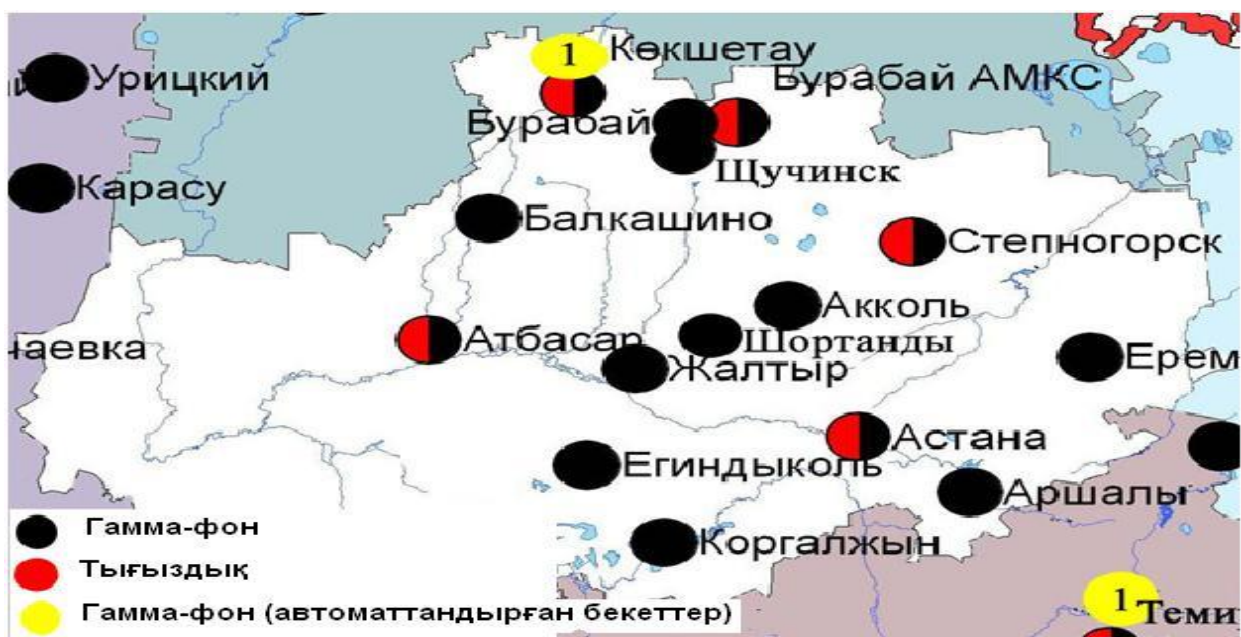 1
Көкшетау
Урицкий
Бурабай АМКС
Бурабай
Щучинск
Карасу
Балкашино
Степногорск
Акколь
Шортанды
Атбасар
чаевка
Жалтыр
Ерем
Астана
Егиндыколь
Аршалы
Коргалжын
Гамма-фон
Тығыздық
Гамма-фон (автоматтандырған бекеттер)
1
Теми